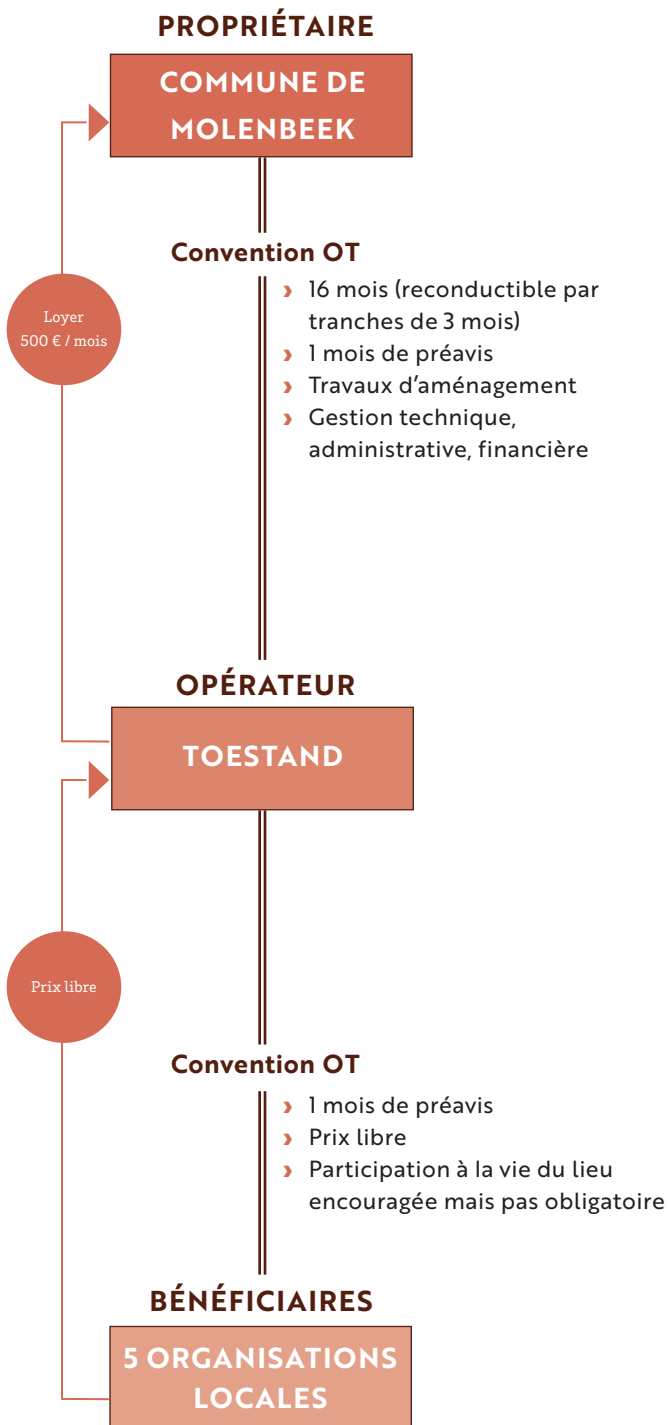 PROPRIÉTAIRE
COMMUNE DE
MOLENBEEK
Convention OT
› 16 mois (reconductible par
tranches de 3 mois)
› 1 mois de préavis
› Travaux d’aménagement
› Gestion technique,
administrative, financière
Loyer
500 € / mois
OPÉRATEUR
TOESTAND
Prix libre
Convention OT
› 1 mois de préavis
› Prix libre
› Participation à la vie du lieu
encouragée mais pas obligatoire
BÉNÉFICIAIRES
5 ORGANISATIONS
LOCALES